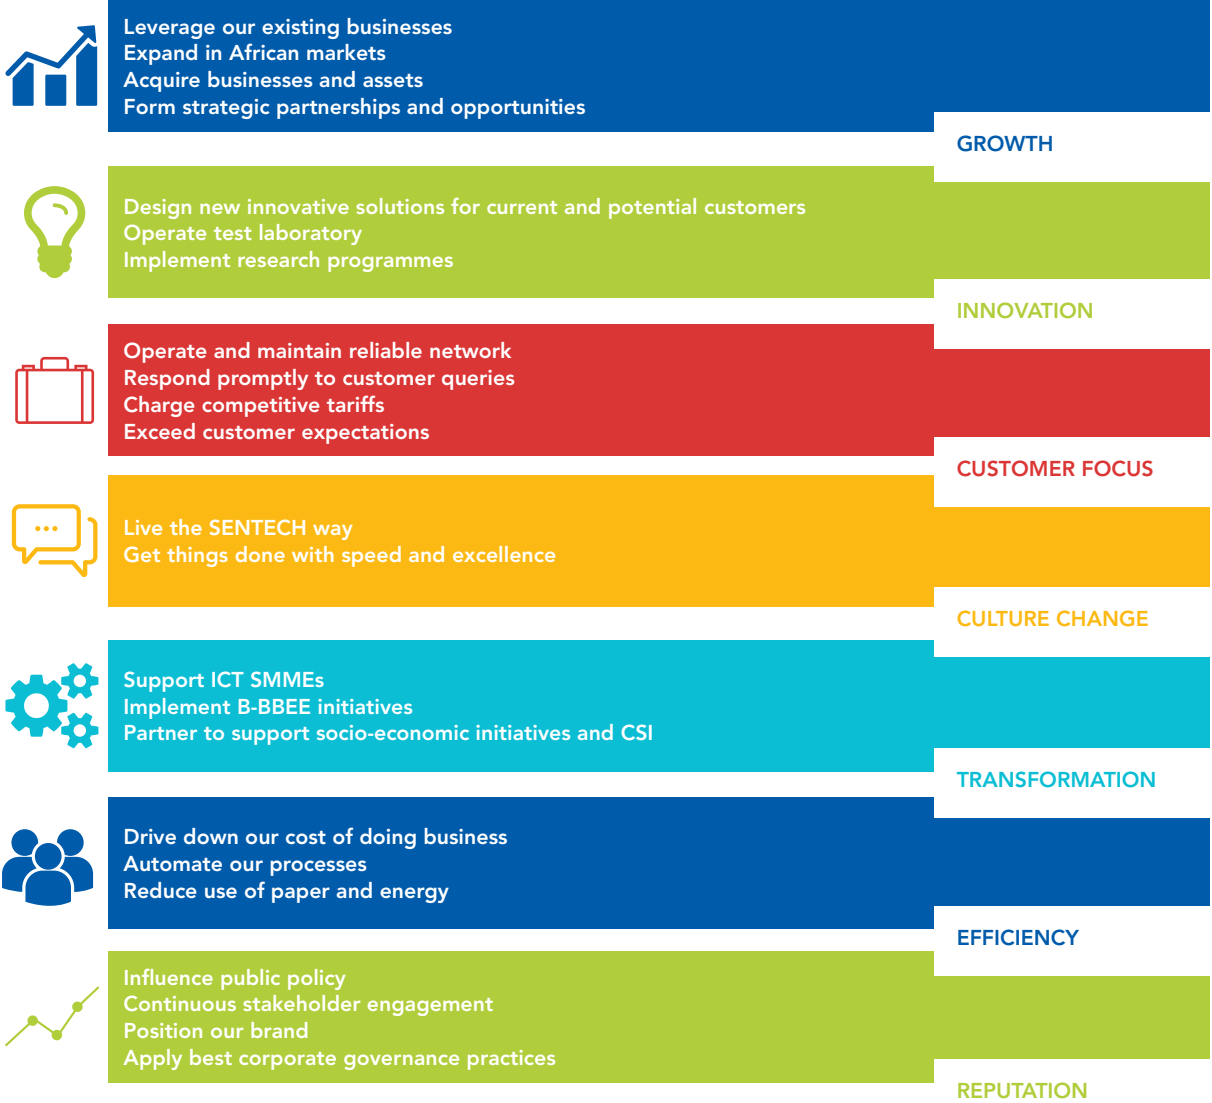 Leverage our existing businesses
Expand in African markets
Acquire businesses and assets
Form strategic partnerships and opportunities
GROWTH
Design new innovative solutions for current and potential customers
Operate test laboratory
Implement research programmes
INNOVATION
Operate and maintain reliable network
Respond promptly to customer queries
Charge competitive tariffs
Exceed customer expectations
CUSTOMER FOCUS
Live the SENTECH way
Get things done with speed and excellence
CULTURE CHANGE
Support ICT SMMEs
Implement B-BBEE initiatives
Partner to support socio-economic initiatives and CSI
TRANSFORMATION
Drive down our cost of doing business
Automate our processes
Reduce use of paper and energy
EFFICIENCY
Influence public policy
Continuous stakeholder engagement
Position our brand
Apply best corporate governance practices
REPUTATION